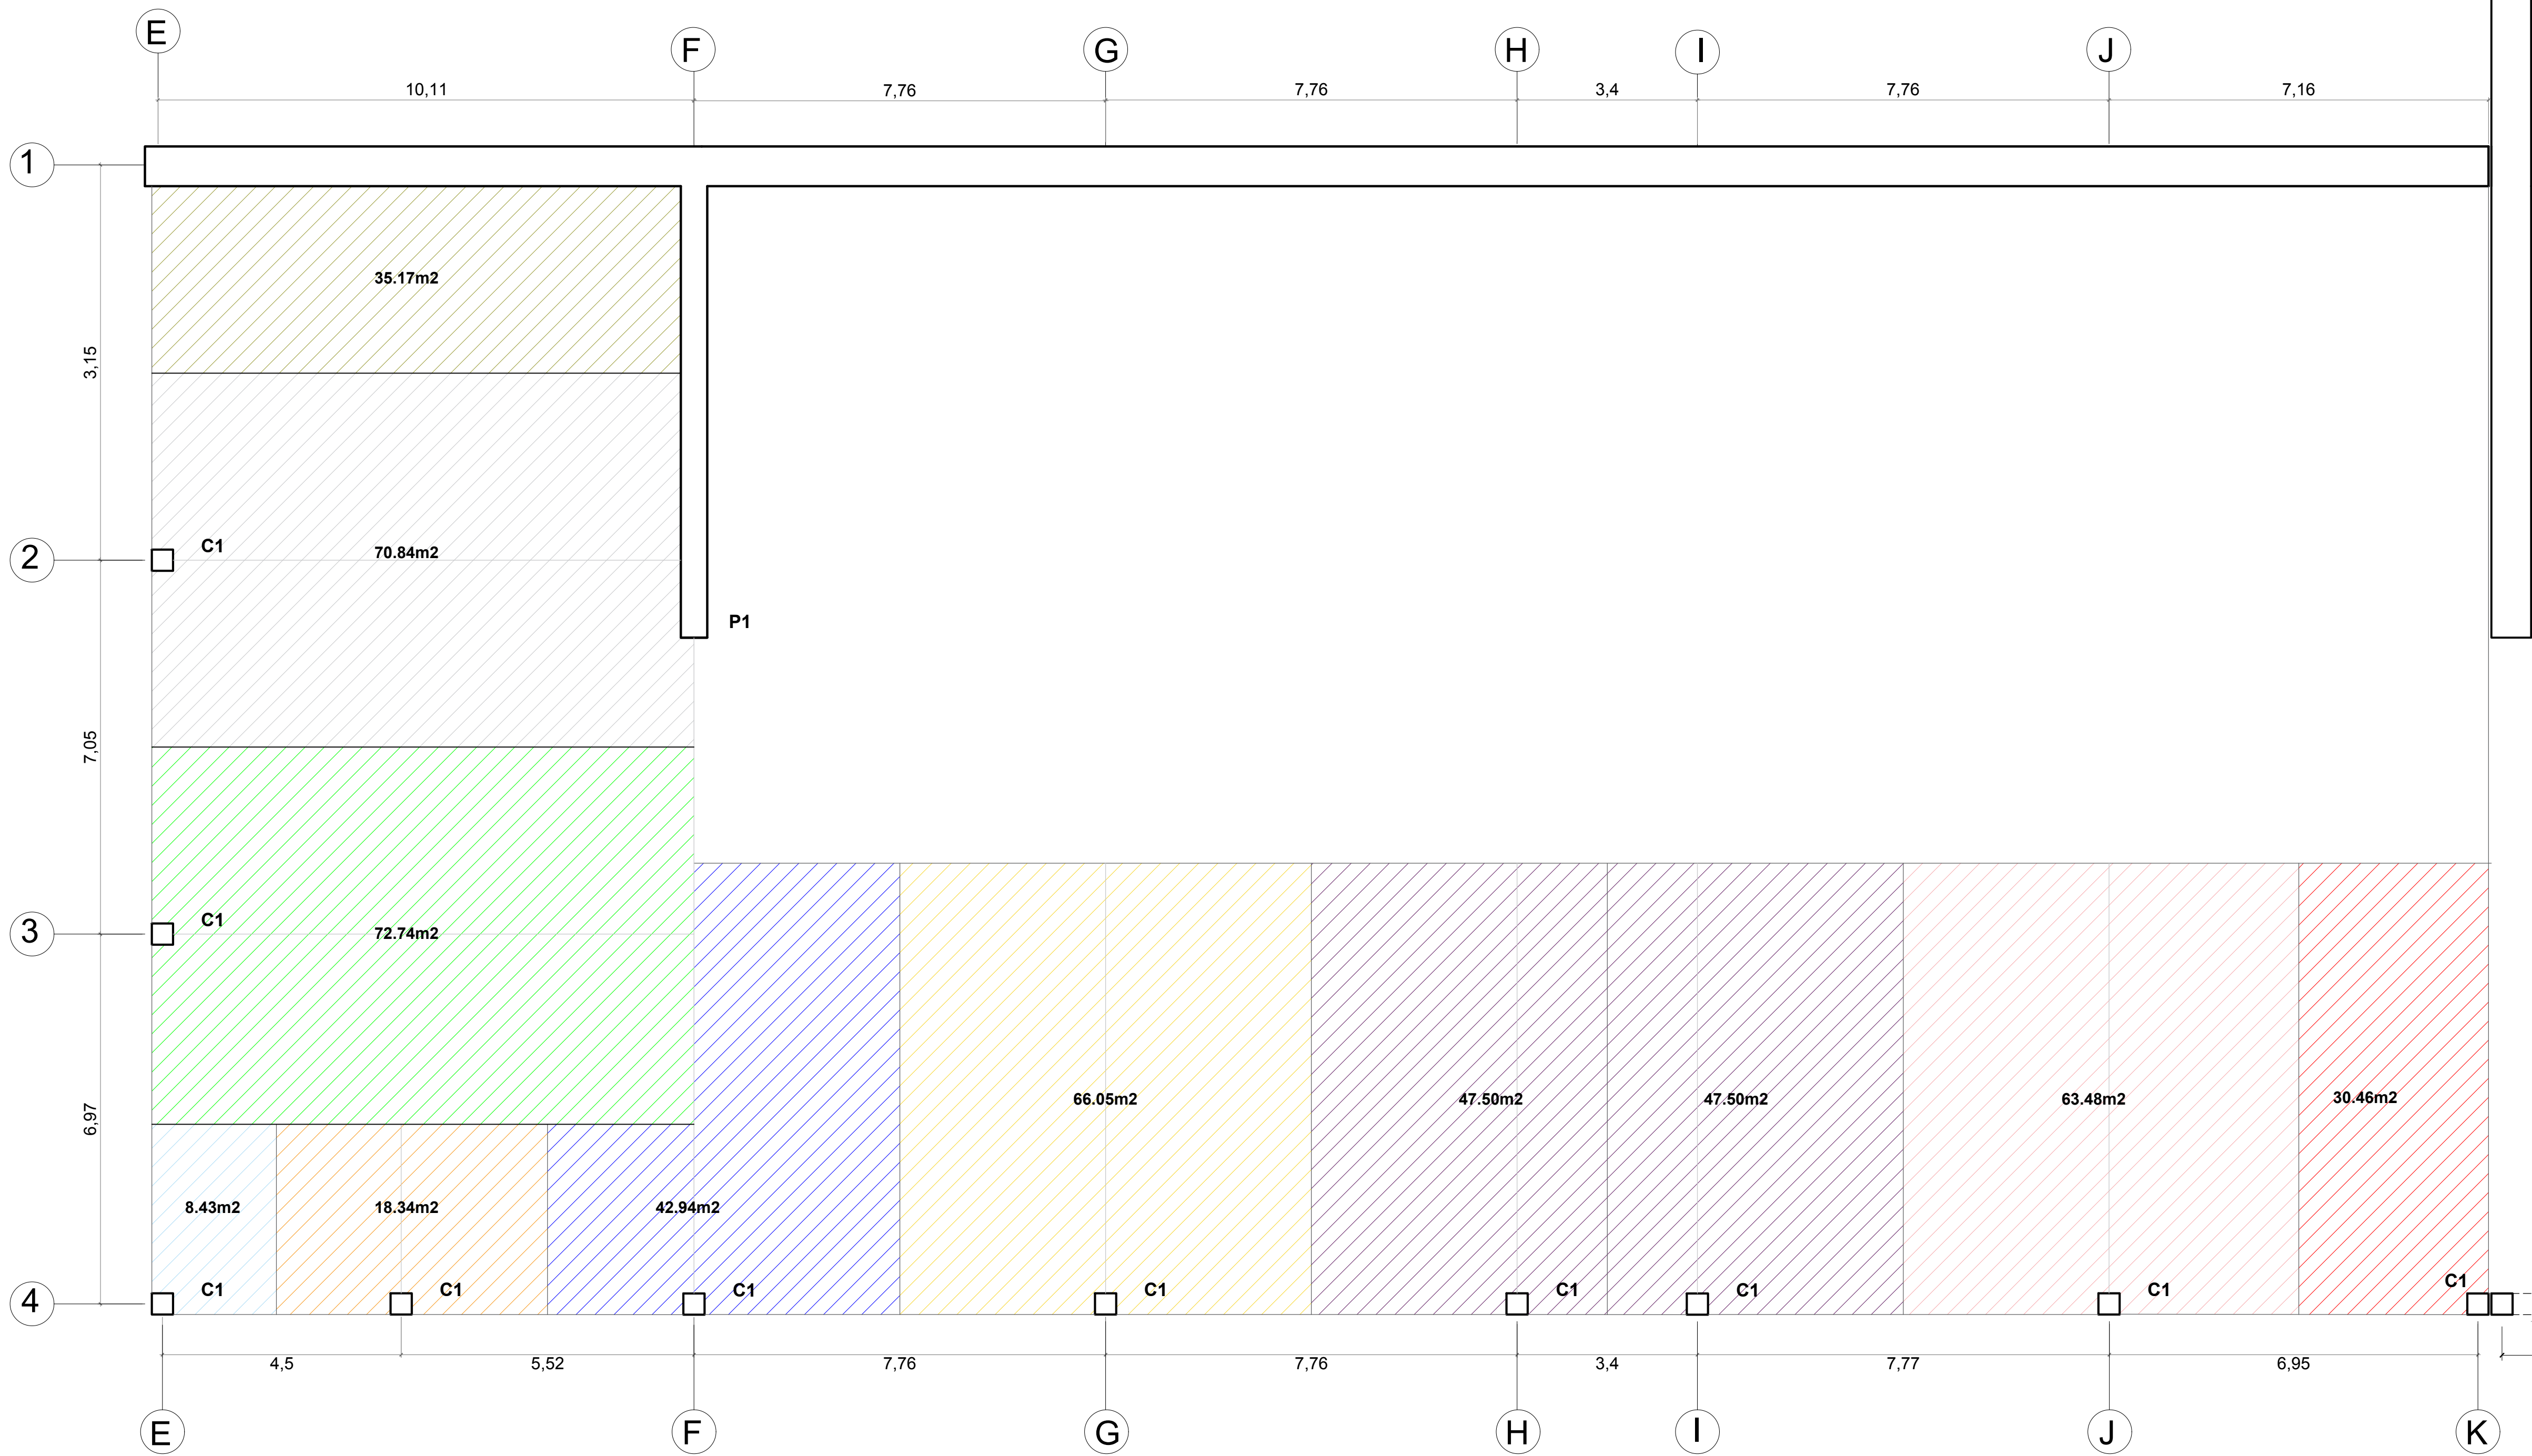 E F G H I J
10,11 7,76 7,76 3,4 7,76 7,16
1
35.17m2
3,15
2 C1 70.84m2
P1
7,05
3 C1 72.74m2
6,97
66.05m2 47.50m2 47.50m2 63.48m2 30.46m2
8.43m2 18.34m2 42.94m2
4 C1 C1 C1 C1 C1 C1 C1 C1
4,5 5,52 7,76 7,76 3,4 7,77 6,95
E F G H I J K